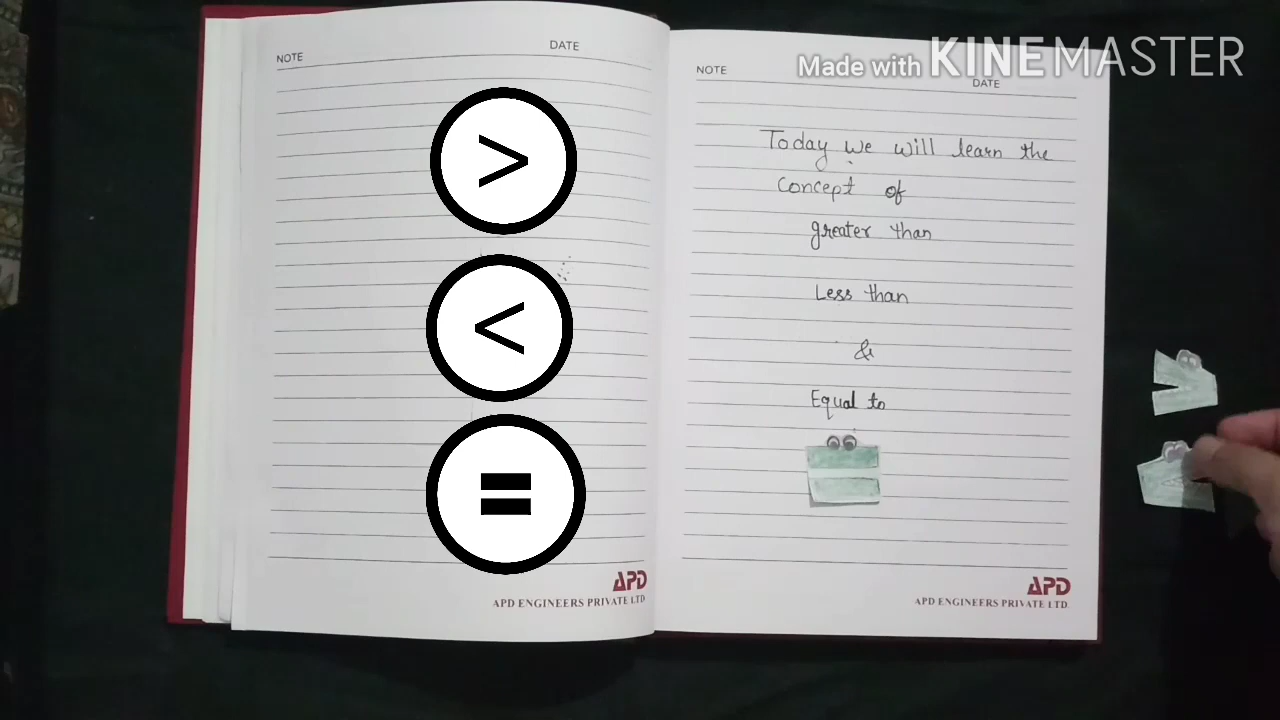 Made with KINEMASTER
NOTE DATE
>
<
=
APD
APD ENGINEERS PRIVATE LTD
NOTE
DATE
Today we will learn the
concept of
greater than
Less than
&
Equal to
APD
APD ENGINEERS PRIVATE LTD